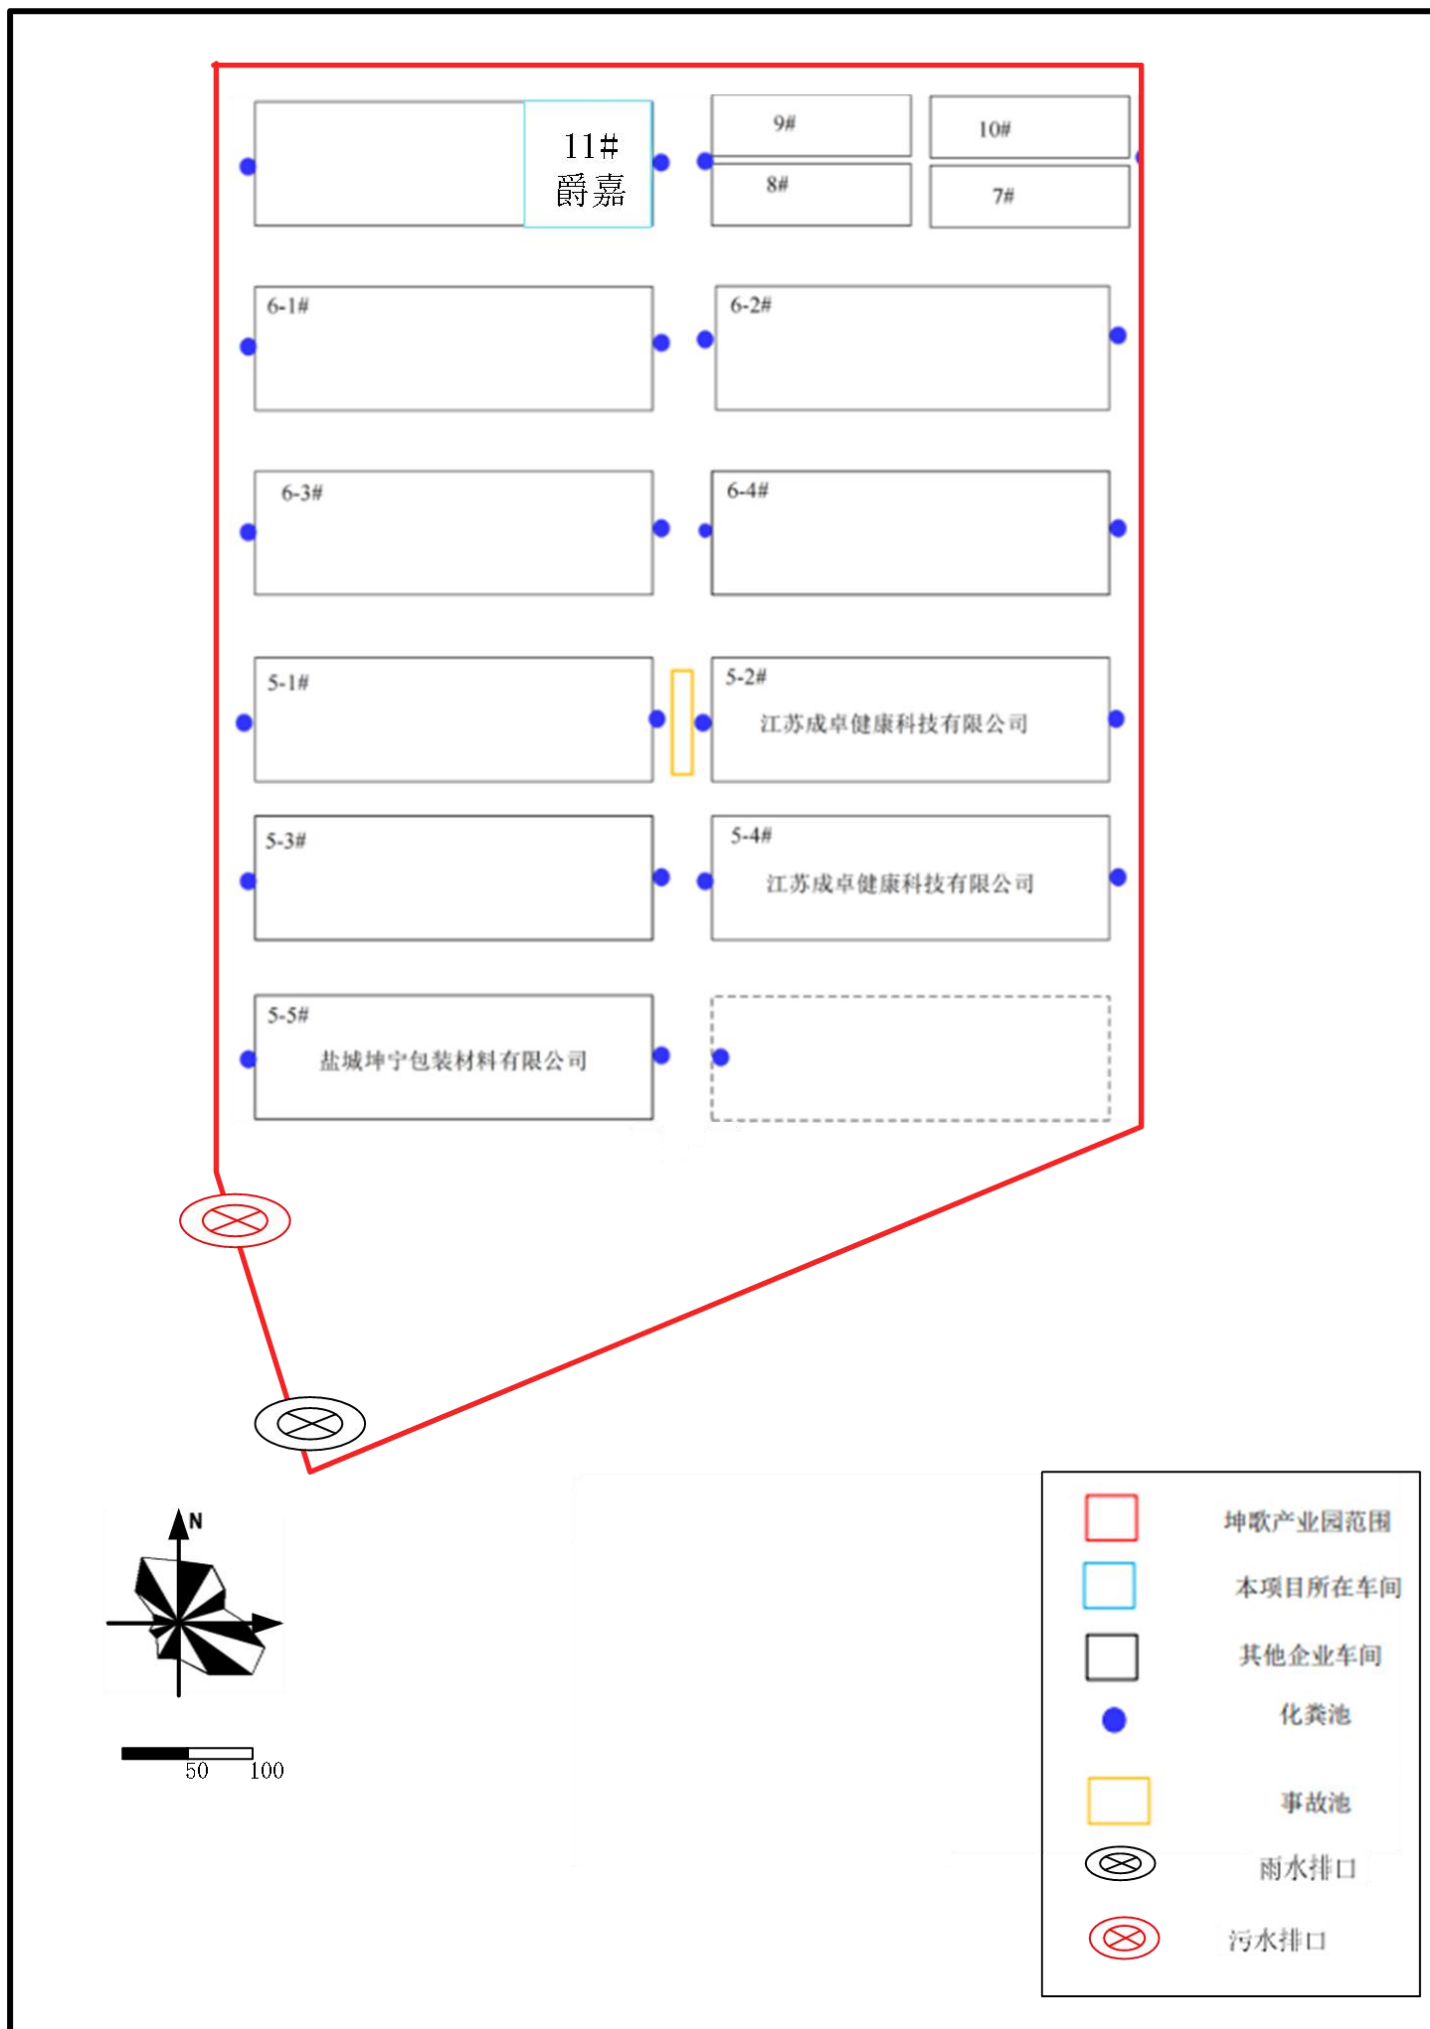 11#
爵嘉
9#
10#
8#
7#
6-1#
6-2#
6-3#
6-4#
5-1#
5-2#
江苏成卓健康科技有限公司
5-3#
5-4#
江苏成卓健康科技有限公司
5-5#
盐城坤宁包装材料有限公司
N
50 100
坤歌产业园范围
本项目所在车间
其他企业车间
化粪池
事故池
雨水排口
污水排口